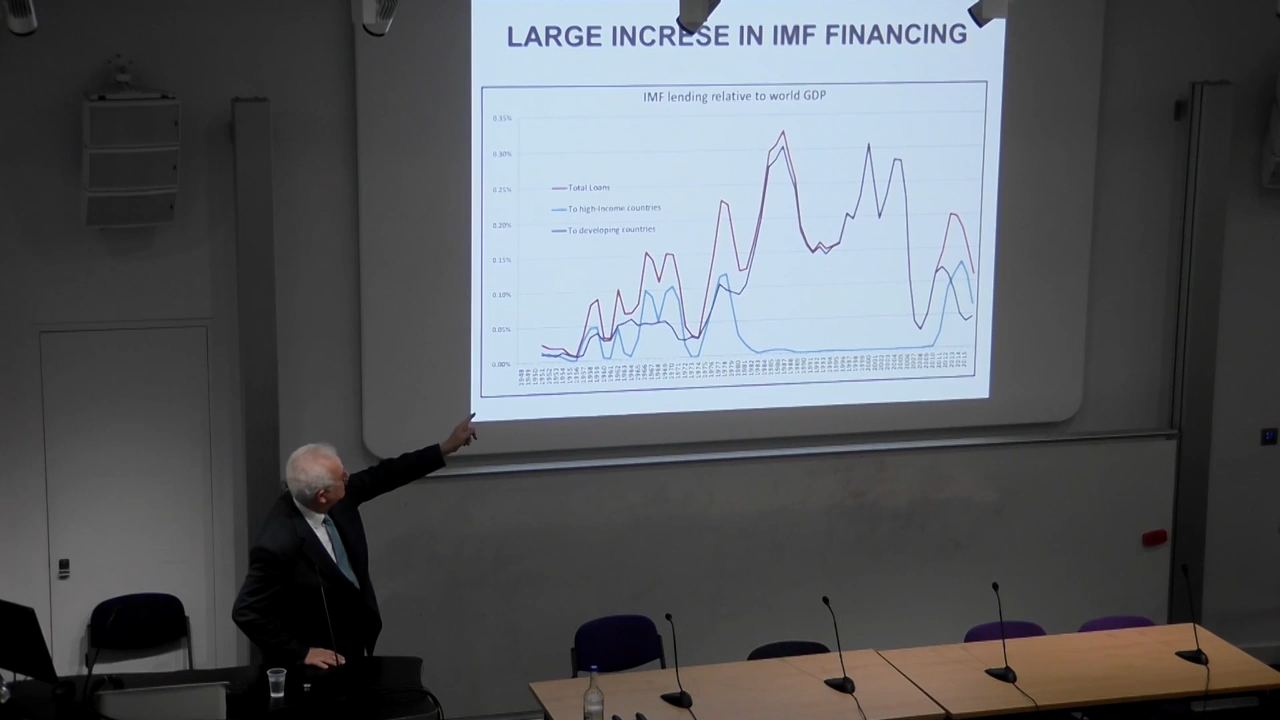 LARGE INCRESE IN IMF FINANCING
IMF lending relative to world GDP
0.35%
0.30%
0.25%
0.20%
0.15%
0.10%
0.05%
0.00%
Total Loans
To high-income countries
To developing countries